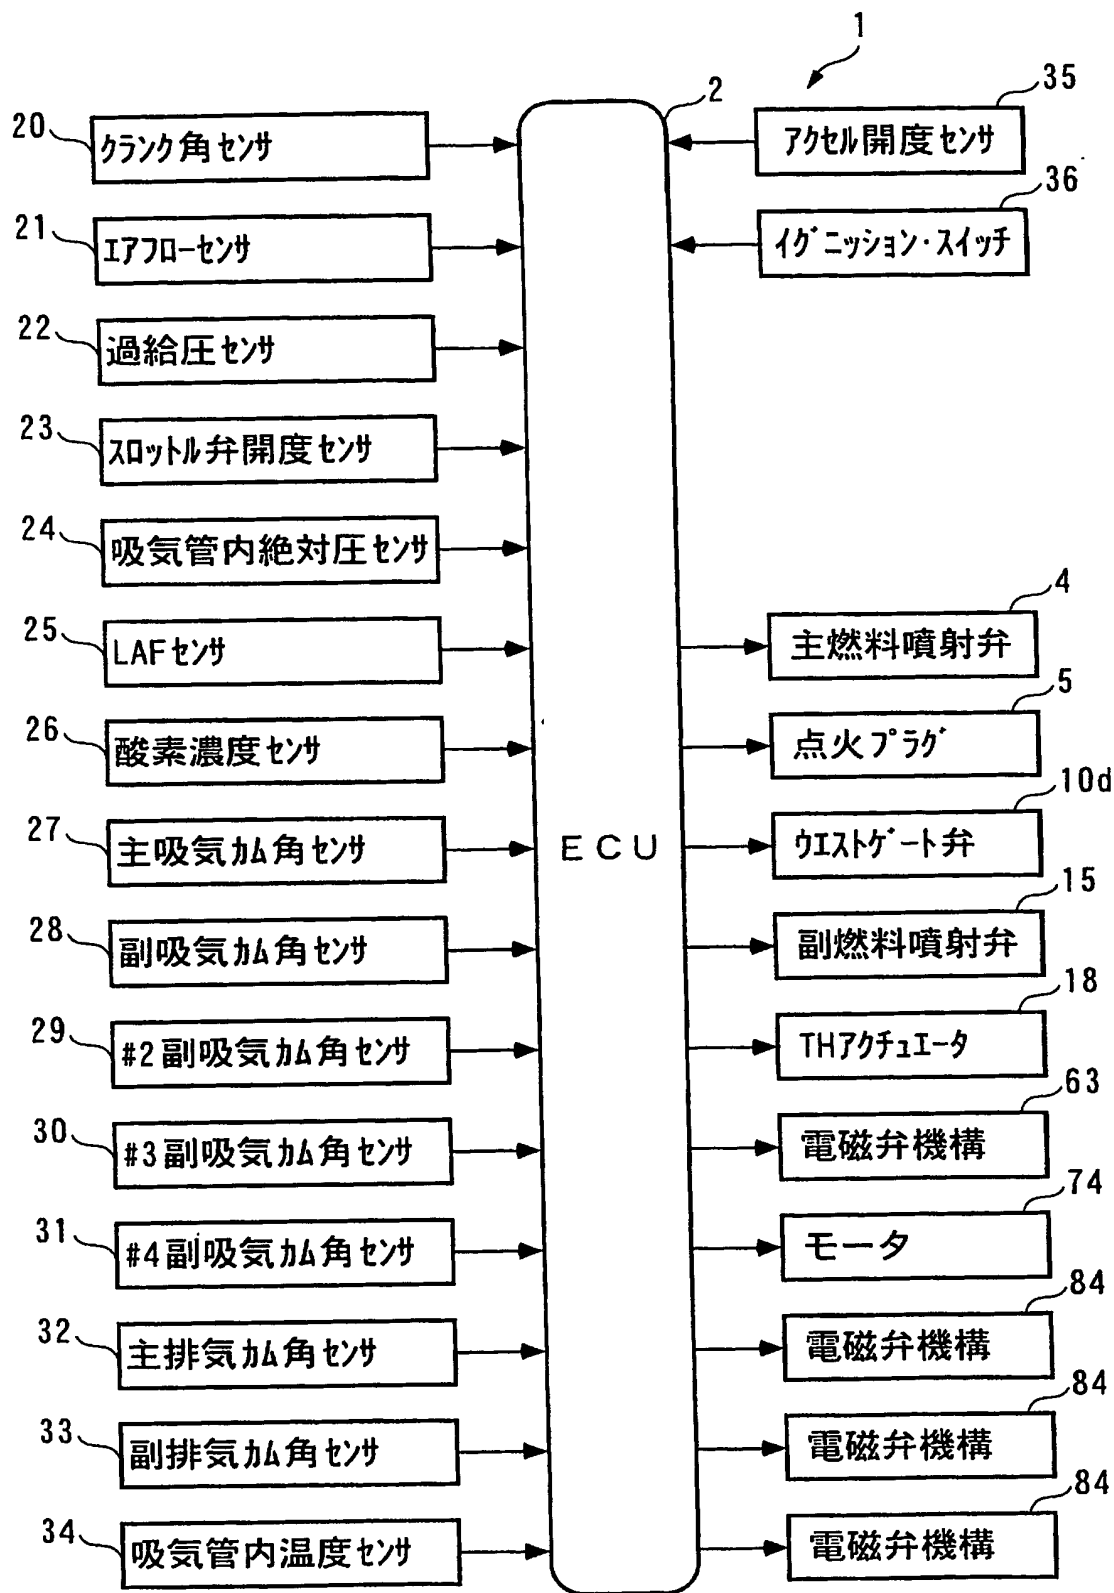 1
2
20
クランク角センサ
21
エアフローセンサ
22
過給圧センサ
23
スロットル弁開度センサ
24
吸気管内絶対圧センサ
25
LAFセンサ
26
酸素濃度センサ
27
主吸気カム角センサ
28
副吸気カム角センサ
29
#2副吸気カム角センサ
30
#3副吸気カム角センサ
31
#4副吸気カム角センサ
32
主排気カム角センサ
33
副排気カム角センサ
34
吸気管内温度センサ
ECU
35
アクセル開度センサ
36
イグニッション・スイッチ
4
主燃料噴射弁
5
点火プラグ
10d
ウエストゲート弁
15
副燃料噴射弁
18
THアクチュエータ
63
電磁弁機構
74
モータ
84
電磁弁機構
84
電磁弁機構
84
電磁弁機構